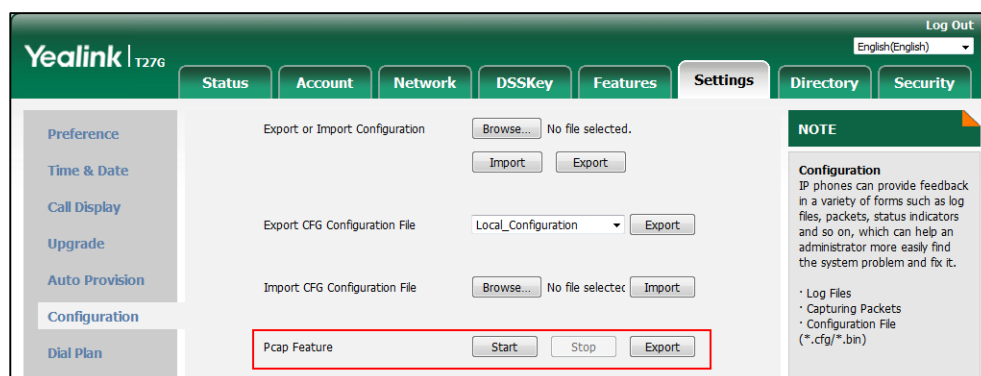 Log Out
Yealink | T27G
English(English)
Status Account Network DSSKey Features Settings Directory Security
Preference
Time & Date
Call Display
Upgrade
Auto Provision
Configuration
Dial Plan
Export or Import Configuration Browse... No file selected.
Import Export
Export CFG Configuration File Local_Configuration Export
Import CFG Configuration File Browse... No file selectec Import
Pcap Feature Start Stop Export
NOTE
Configuration
IP phones can provide feedback
in a variety of forms such as log
files, packets, status indicators
and so on, which can help an
administrator more easily find
the system problem and fix it.
· Log Files
· Capturing Packets
· Configuration File
(*.cfg/*.bin)